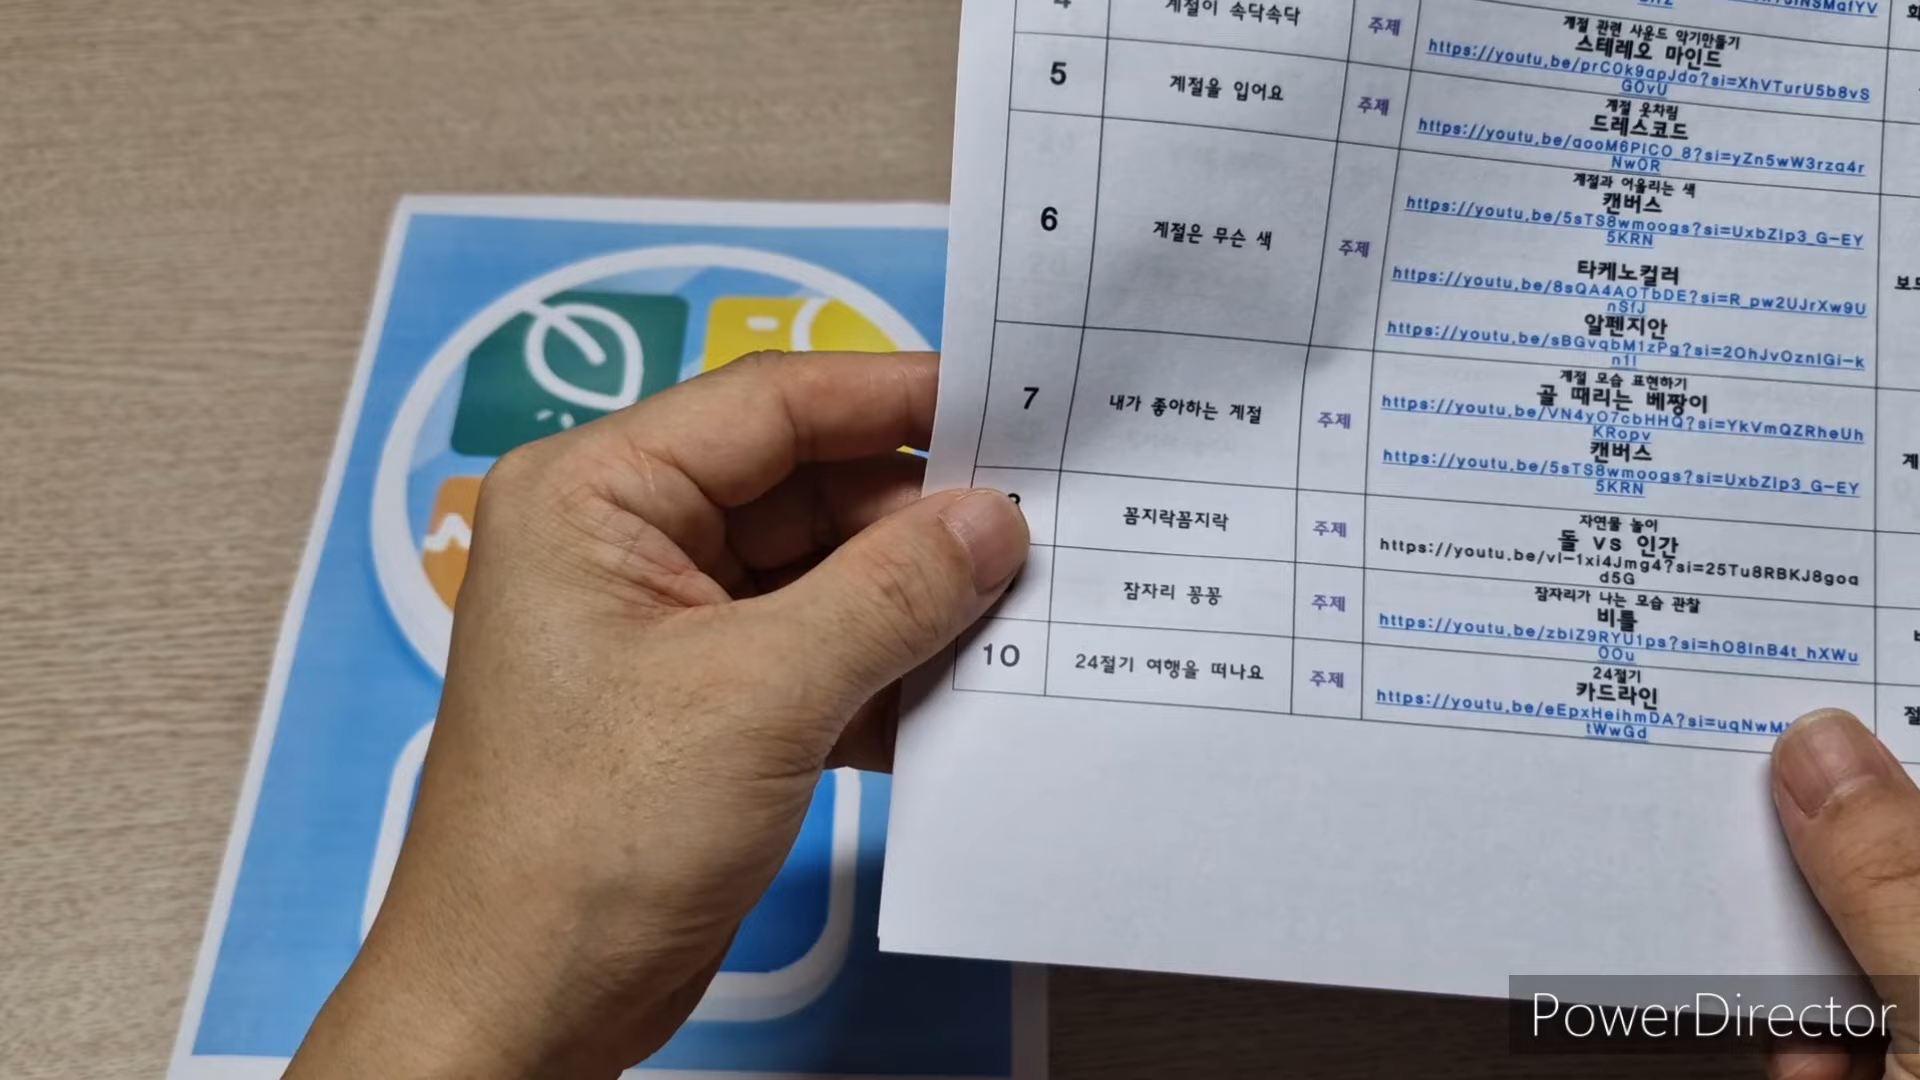 계절이 속닥속닥
주제
계절 관련 사운드 악기만들기
스테레오 마인드
https://youtu.be/prC0k9apJdo?si=XhVTurU5b8vS
G0vU
5
계절을 입어요
주제
계절 옷차림
드레스코드
https://youtu.be/aooM6PICO_8?si=yZn5wW3rza4r
NwOR
6
계절은 무슨 색
주제
계절과 어울리는 색
캔버스
https://youtu.be/5sTS8wmoogs?si=UxbZIp3_G-EY
5KRN
타케노컬러
https://youtu.be/8sQA4AOTbDE?si=R_pw2UJrXw9U
nSfJ
알펜지안
https://youtu.be/sBGvqbM1zPg?si=2OhJvOznIGi-k
n1I
7
내가 좋아하는 계절
주제
계절 모습 표현하기
골 때리는 베짱이
https://youtu.be/VN4yO7cbHHQ?si=YkVmQZRheUh
KRopv
캔버스
https://youtu.be/5sTS8wmoogs?si=UxbZIp3_G-EY
5KRN
꼼지락꼼지락
주제
자연물 놀이
돌 VS 인간
https://youtu.be/vI-1xi4Jmg4?si=25Tu8RBKJ8goa
d5G
잠자리 꽁꽁
주제
잠자리가 나는 모습 관찰
비틀
https://youtu.be/zbIZ9RYU1ps?si=hO8InB4t_hXWu
0Ou
10
24절기 여행을 떠나요
주제
24절기
카드라인
https://youtu.be/eEpxHeihmDA?si=uqNwM
tWwGd
PowerDirector